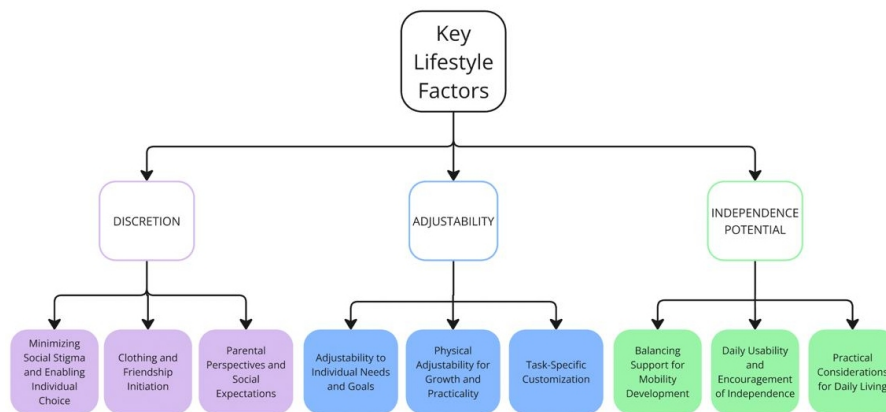 Key
Lifestyle
Factors
DISCRETION
ADJUSTABILITY
INDEPENDENCE
POTENTIAL
Minimizing
Social Stigma
and Enabling
Individual
Choice
Clothing and
Friendship
Initiation
Parental
Perspectives and
Social
Expectations
Adjustability to
Individual Needs
and Goals
Physical
Adjustability for
Growth and
Practicality
Task-Specific
Customization
Balancing
Support for
Mobility
Development
Daily Usability
and
Encouragement
of Independence
Practical
Considerations
for Daily Living